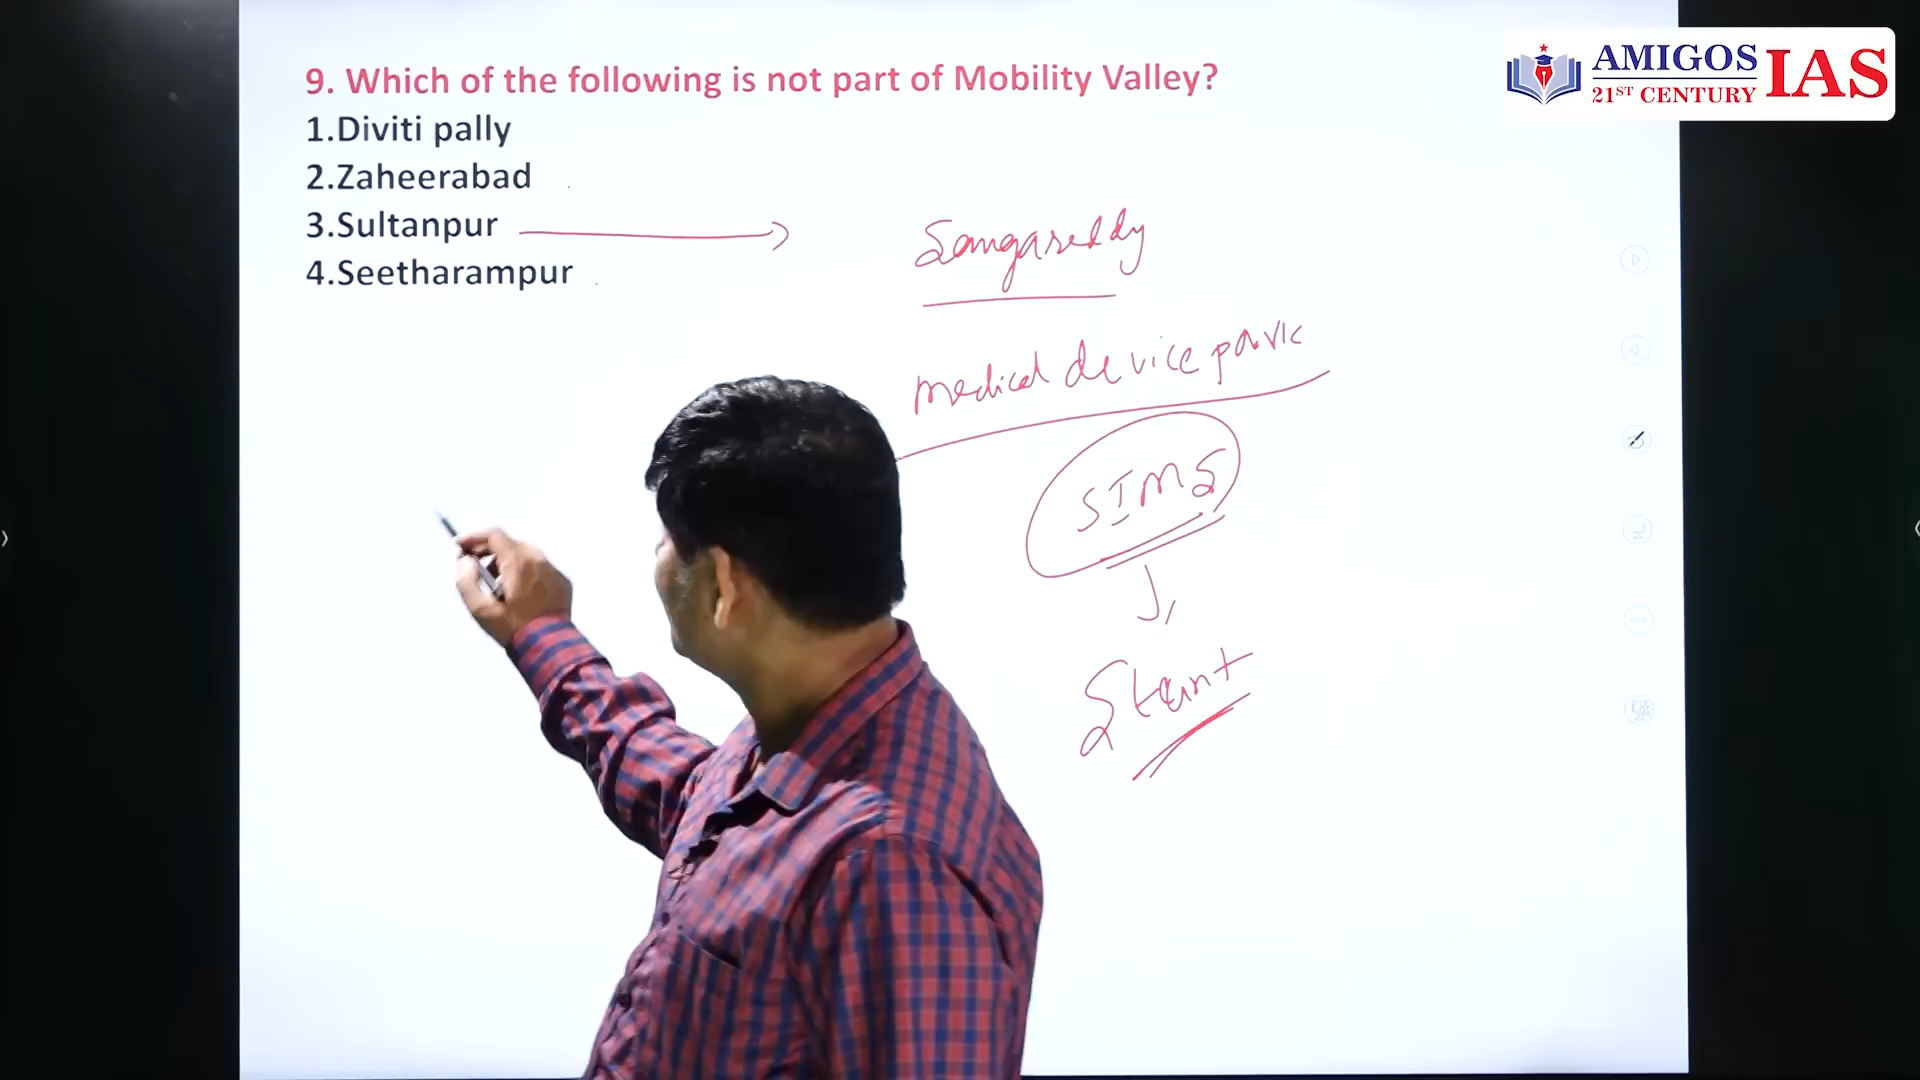 AMIGOS
21ST CENTURY
IAS
9. Which of the following is not part of Mobility Valley?
1.Diviti pally
2.Zaheerabad
3.Sultanpur
4.Seetharampur
Sangareddy
medical device park
SIMS
Stunt